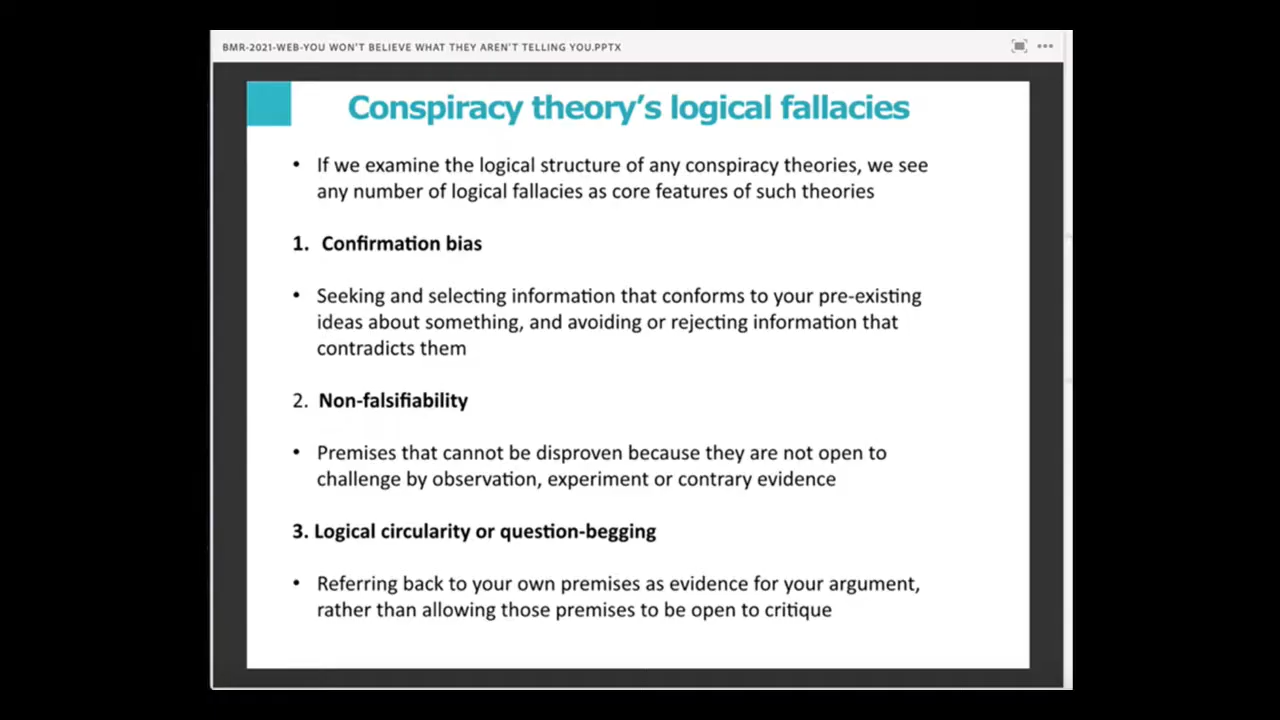 BMR-2021-WEB-YOU WON'T BELIEVE WHAT THEY AREN'T TELLING YOU.PPTX
Conspiracy theory's logical fallacies
• If we examine the logical structure of any conspiracy theories, we see
any number of logical fallacies as core features of such theories
1. Confirmation bias
• Seeking and selecting information that conforms to your pre-existing
ideas about something, and avoiding or rejecting information that
contradicts them
2. Non-falsifiability
• Premises that cannot be disproven because they are not open to
challenge by observation, experiment or contrary evidence
3. Logical circularity or question-begging
• Referring back to your own premises as evidence for your argument,
rather than allowing those premises to be open to critique